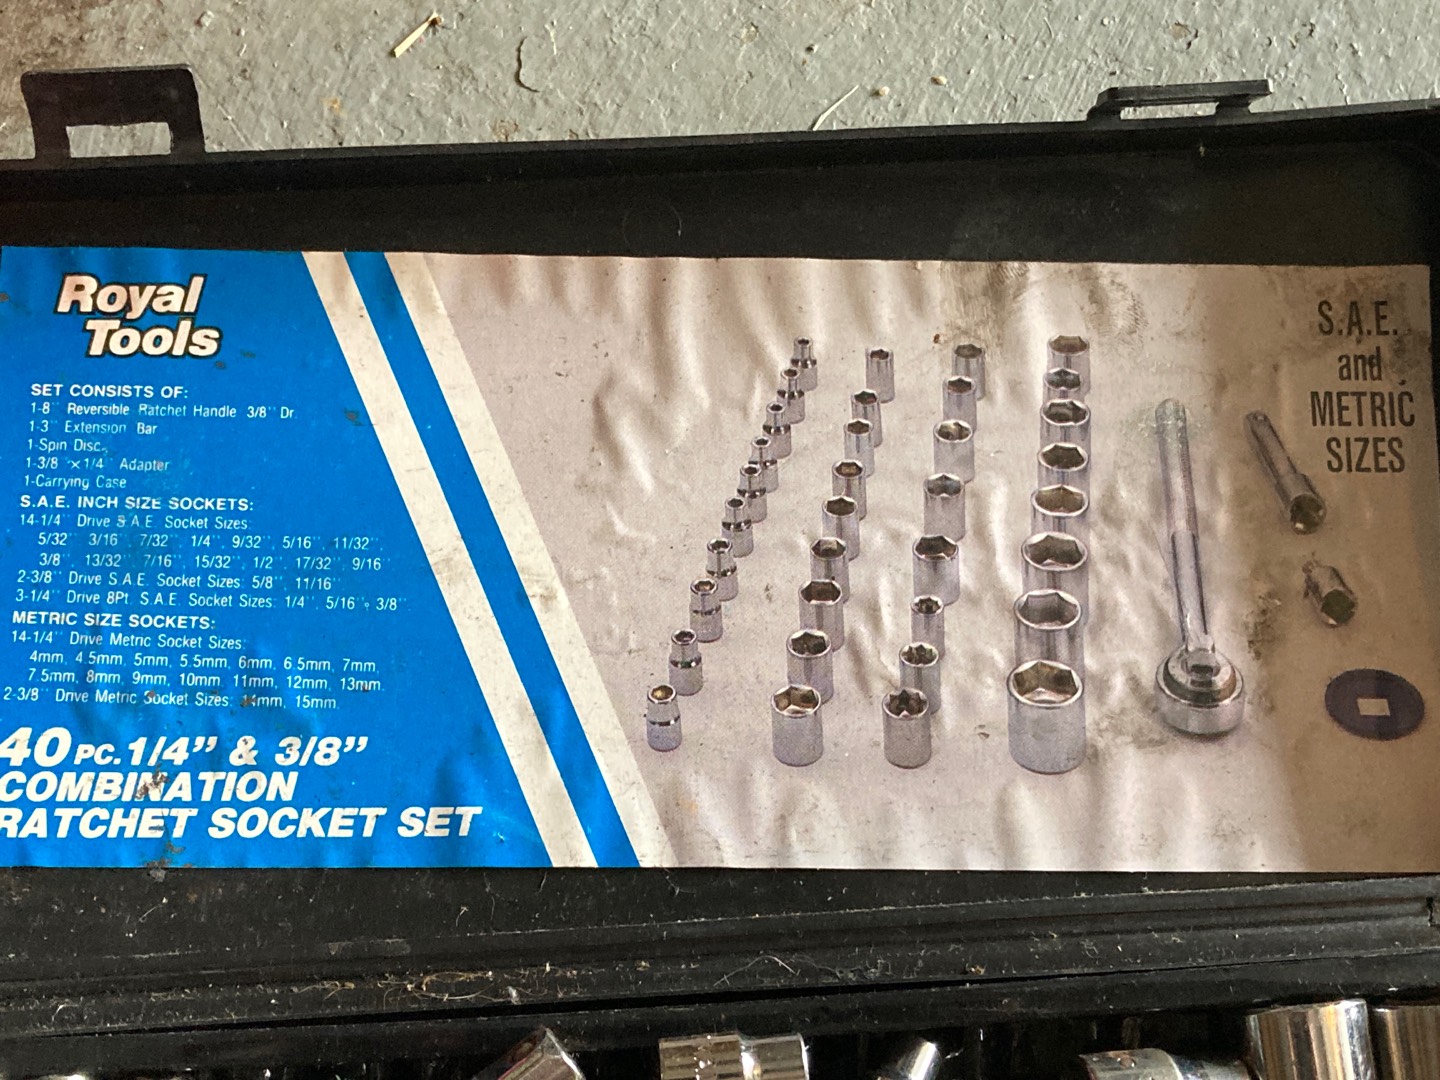 Royal
Tools
SET CONSISTS OF:
1-8" Reversible Ratchet Handle 3/8" Dr.
1-3" Extension Bar
1-Spin Disc,
1-3/8"×1/4" Adapter
1-Carrying Case
S.A.E. INCH SIZE SOCKETS:
14-1/4" Drive S.A.E. Socket Sizes:
5/32", 3/16", 7/32", 1/4", 9/32", 5/16", 11/32",
3/8", 13/32", 7/16", 15/32", 1/2", 17/32", 9/16"
2-3/8" Drive S.A.E. Socket Sizes: 5/8", 11/16"
3-1/4" Drive 8Pt. S.A.E. Socket Sizes: 1/4", 5/16", 3/8"
METRIC SIZE SOCKETS:
14-1/4" Drive Metric Socket Sizes:
4mm, 4.5mm, 5mm, 5.5mm, 6mm, 6.5mm, 7mm,
7.5mm, 8mm, 9mm, 10mm, 11mm, 12mm, 13mm.
2-3/8" Drive Metric Socket Sizes: 14mm, 15mm.
40 PC. 1/4" & 3/8"
COMBINATION
RATCHET SOCKET SET
S.A.E.
and
METRIC
SIZES